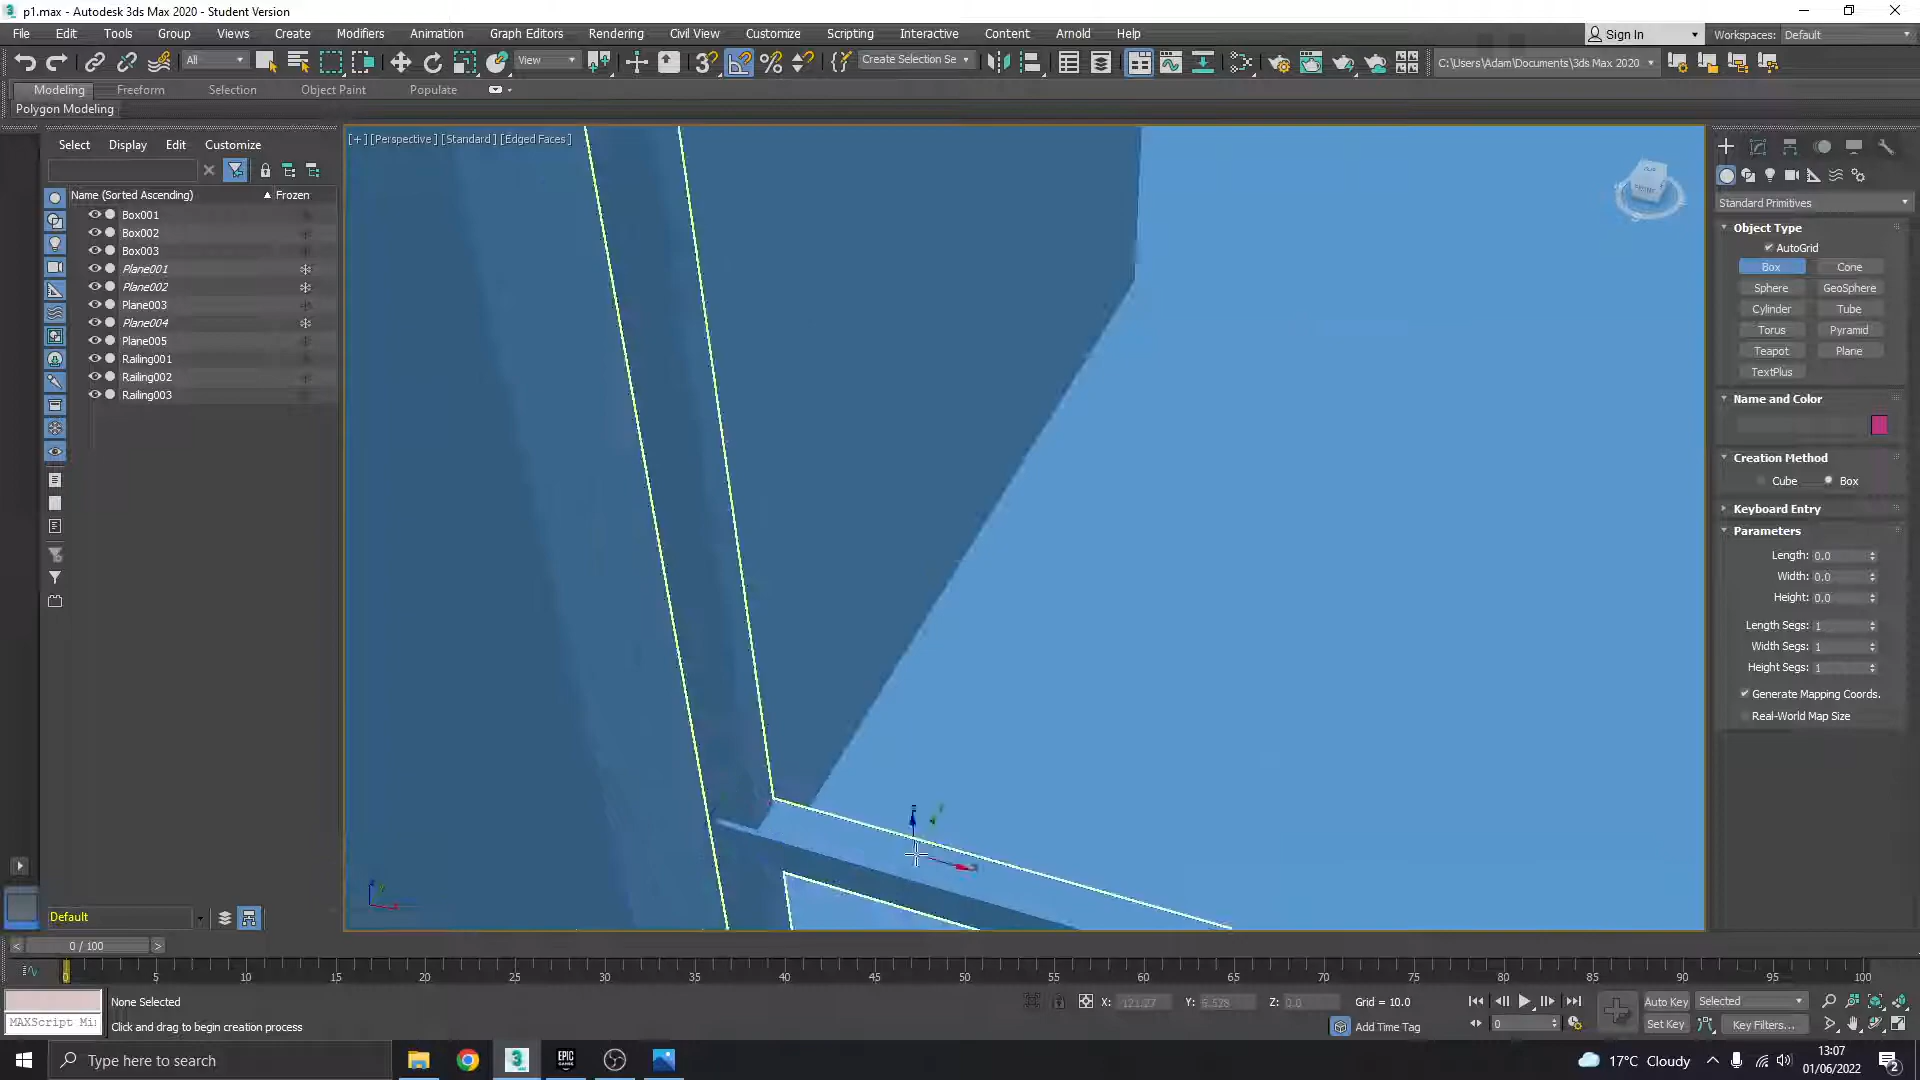 p1.max - Autodesk 3ds Max 2020 - Student Version
File Edit Tools Group Views Create Modifiers Animation Graph Editors Rendering Civil View Customize Scripting Interactive Content Arnold Help
Sign In Workspaces: Default
All View Create Selection Se C:\Users\Adam\Documents\3ds Max 2020
Modeling Freeform Selection Object Paint Populate
Polygon Modeling
Select Display Edit Customize
[+] [Perspective] [Standard] [Edged Faces]
Name (Sorted Ascending) Frozen
Box001
Box002
Box003
Plane001
Plane002
Plane003
Plane004
Plane005
Railing001
Railing002
Railing003
Standard Primitives
Object Type
AutoGrid
Box Cone
Sphere GeoSphere
Cylinder Tube
Torus Pyramid
Teapot Plane
TextPlus
Name and Color
Creation Method
Cube Box
Keyboard Entry
Parameters
Length: 0.0
Width: 0.0
Height: 0.0
Length Segs: 1
Width Segs: 1
Height Segs: 1
Generate Mapping Coords.
Real-World Map Size
Default
0 / 100
0 5 10 15 20 25 30 35 40 45 50 55 60 65 70 75 80 85 90 95 100
None Selected
Click and drag to begin creation process
MAXScript Mi
X: 121.27 Y: 5.528 Z: 0.0 Grid = 10.0
Add Time Tag
0
Auto Key Selected
Set Key Key Filters...
Type here to search
17°C Cloudy
13:07
01/06/2022
2